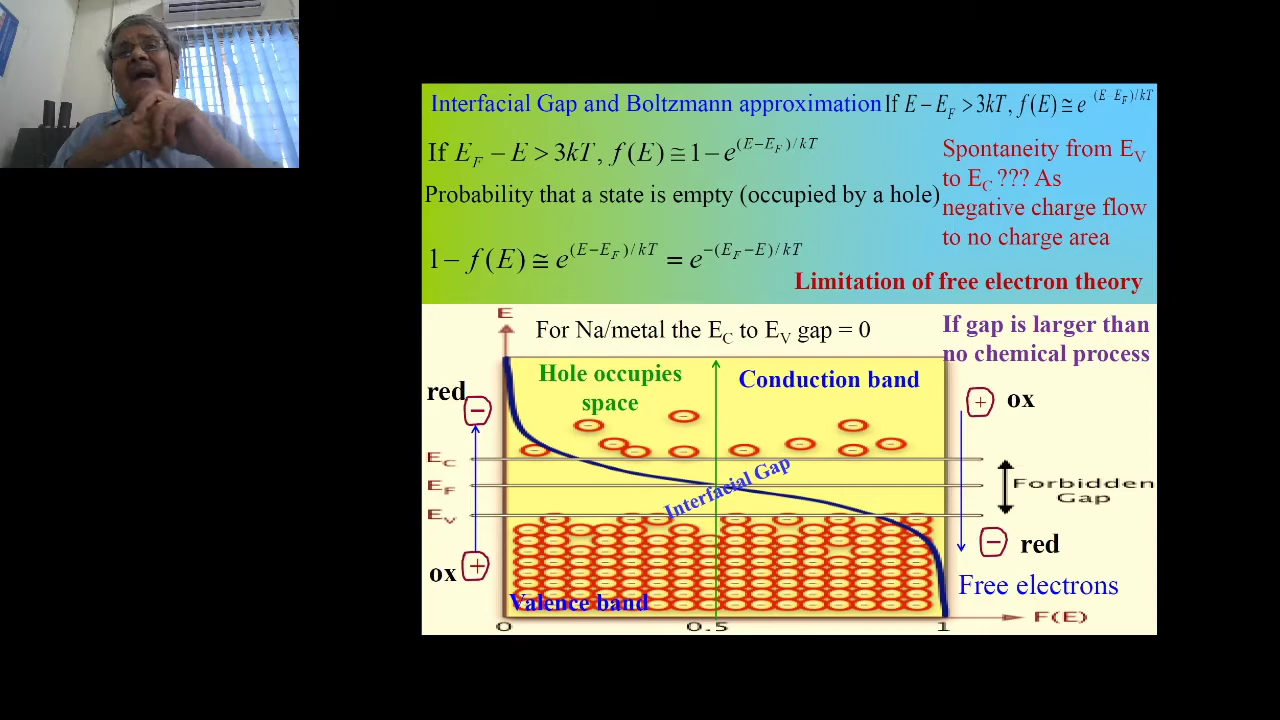 Interfacial Gap and Boltzmann approximation If E − E_F > 3kT, f(E) ≅ e^(E E_F)/kT
If E_F − E > 3kT, f(E) ≅ 1 − e^(E−E_F)/kT
Spontaneity from E_V
to E_C ??? As
negative charge flow
to no charge area
Probability that a state is empty (occupied by a hole)
1 − f(E) ≅ e^(E−E_F)/kT = e^−(E_F−E)/kT
Limitation of free electron theory
E
For Na/metal the E_C to E_V gap = 0
If gap is larger than
no chemical process
Hole occupies
space
Conduction band
red
−
+
ox
E_C
E_F
E_V
Interfacial Gap
Forbidden
Gap
−
red
ox
+
Free electrons
Valence band
0
0.5
1
F(E)